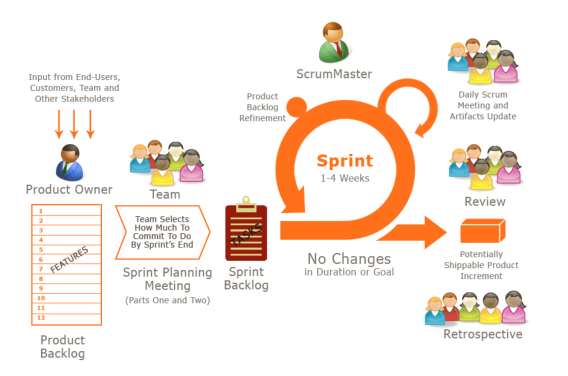 Input from End-Users,
Customers, Team and
Other Stakeholders
Product Owner
1
2
3
4
5
6
7
8
9
10
11
12
FEATURES
Product
Backlog
Team
Team Selects
How Much To
Commit To Do
By Sprint's End
Sprint Planning
Meeting
(Parts One and Two)
TASKS
Sprint
Backlog
ScrumMaster
Product
Backlog
Refinement
Sprint
1-4 Weeks
No Changes
in Duration or Goal
Daily Scrum
Meeting and
Artifacts Update
Review
Potentially
Shippable Product
Increment
Retrospective